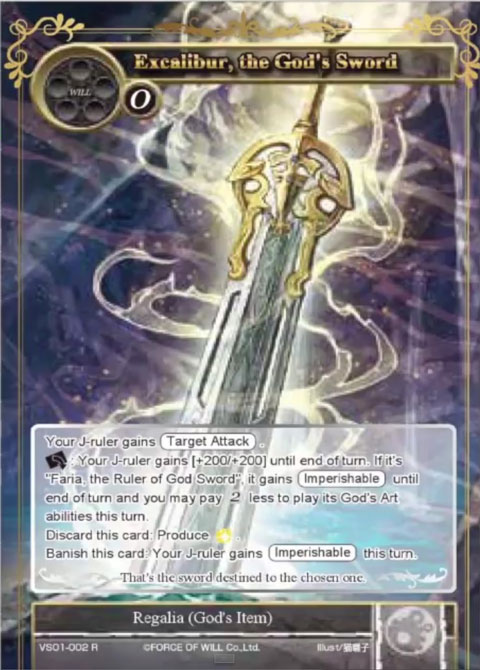 Excalibur, the God's Sword
WILL
0
Your J-ruler gains Target Attack .
: Your J-ruler gains [+200/+200] until end of turn. If it's
"Faria, the Ruler of God Sword", it gains Imperishable until
end of turn and you may pay 2 less to play its God's Art
abilities this turn.
Discard this card: Produce .
Banish this card: Your J-ruler gains Imperishable this turn.
That's the sword destined to the chosen one.
Regalia (God's Item)
VS01-002 R ©FORCE OF WILL Co.,Ltd. Illust/猫囃子